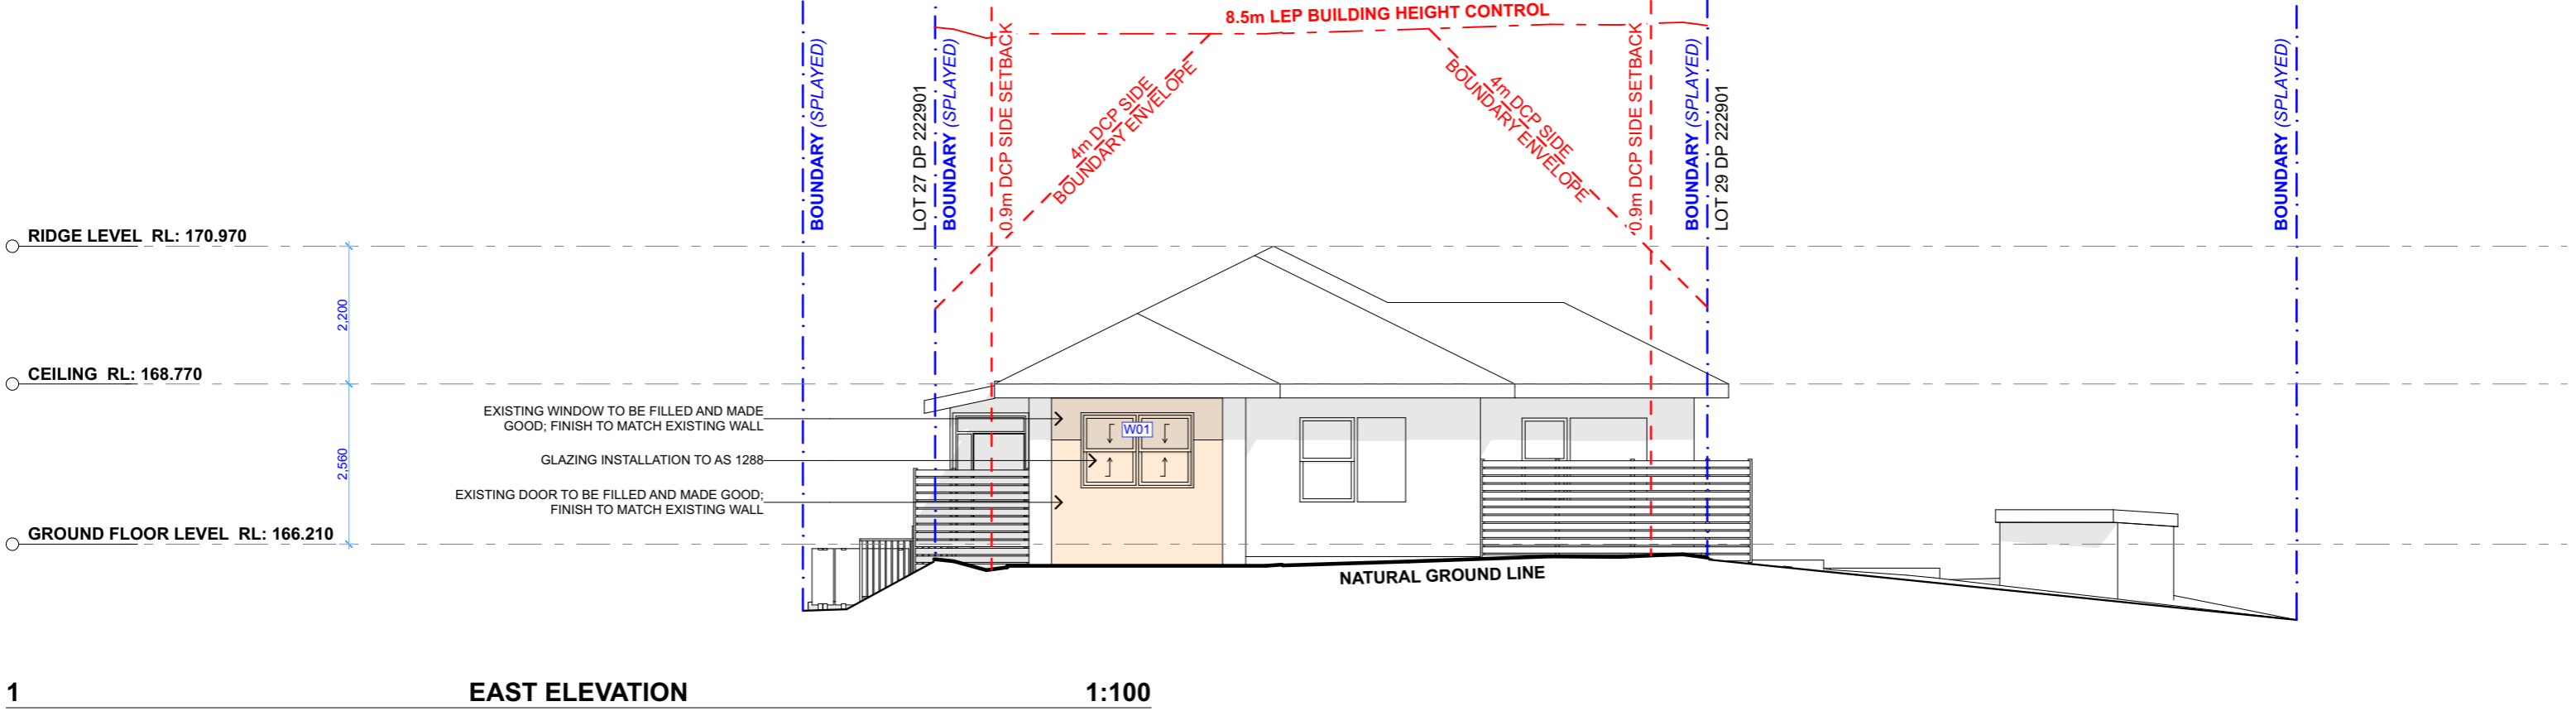 8.5m LEP BUILDING HEIGHT CONTROL
BOUNDARY (SPLAYED)
LOT 27 DP 222901
BOUNDARY (SPLAYED)
0.9m DCP SIDE SETBACK
4m DCP SIDE
BOUNDARY ENVELOPE
4m DCP SIDE
BOUNDARY ENVELOPE
0.9m DCP SIDE SETBACK
BOUNDARY (SPLAYED)
LOT 29 DP 222901
BOUNDARY (SPLAYED)
RIDGE LEVEL RL: 170.970
2,200
CEILING RL: 168.770
EXISTING WINDOW TO BE FILLED AND MADE
GOOD; FINISH TO MATCH EXISTING WALL
W01
GLAZING INSTALLATION TO AS 1288
2,560
EXISTING DOOR TO BE FILLED AND MADE GOOD;
FINISH TO MATCH EXISTING WALL
GROUND FLOOR LEVEL RL: 166.210
NATURAL GROUND LINE
1 EAST ELEVATION 1:100